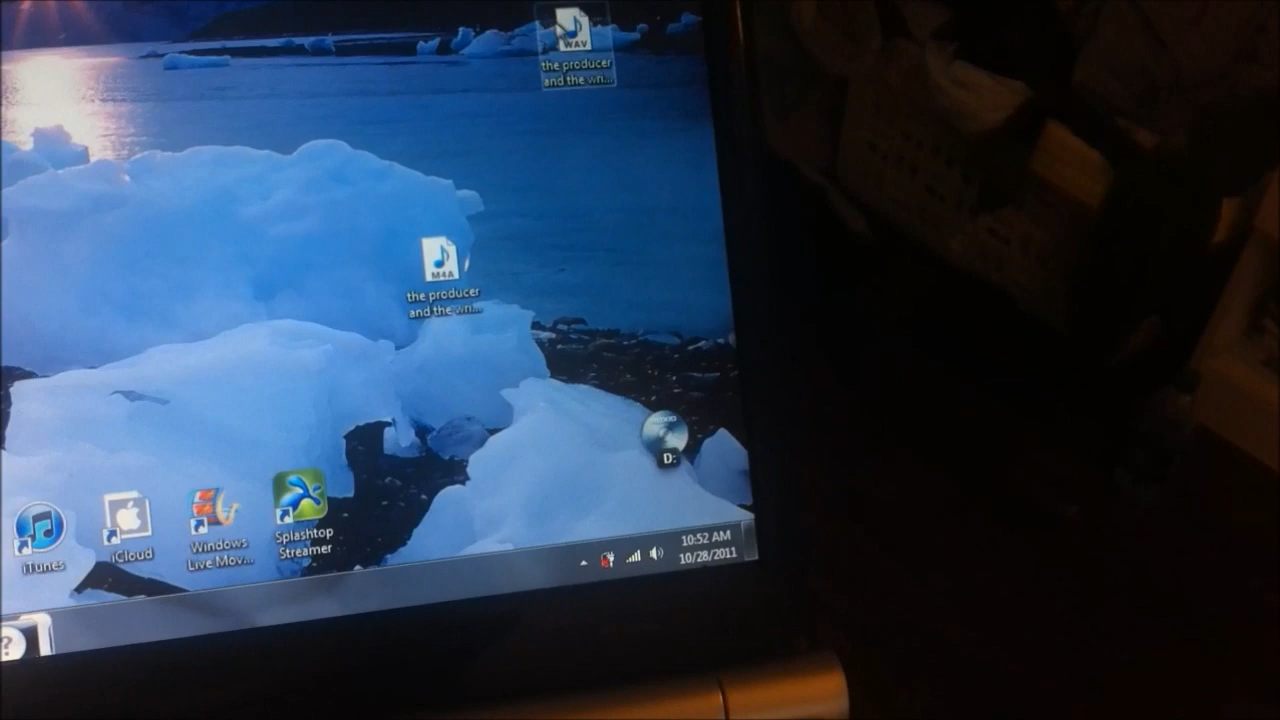 WAV
the producer
and the wri...
M4A
the producer
and the wri...
D:
iTunes
iCloud
Windows
Live Mov...
Splashtop
Streamer
10:52 AM
10/28/2011
?